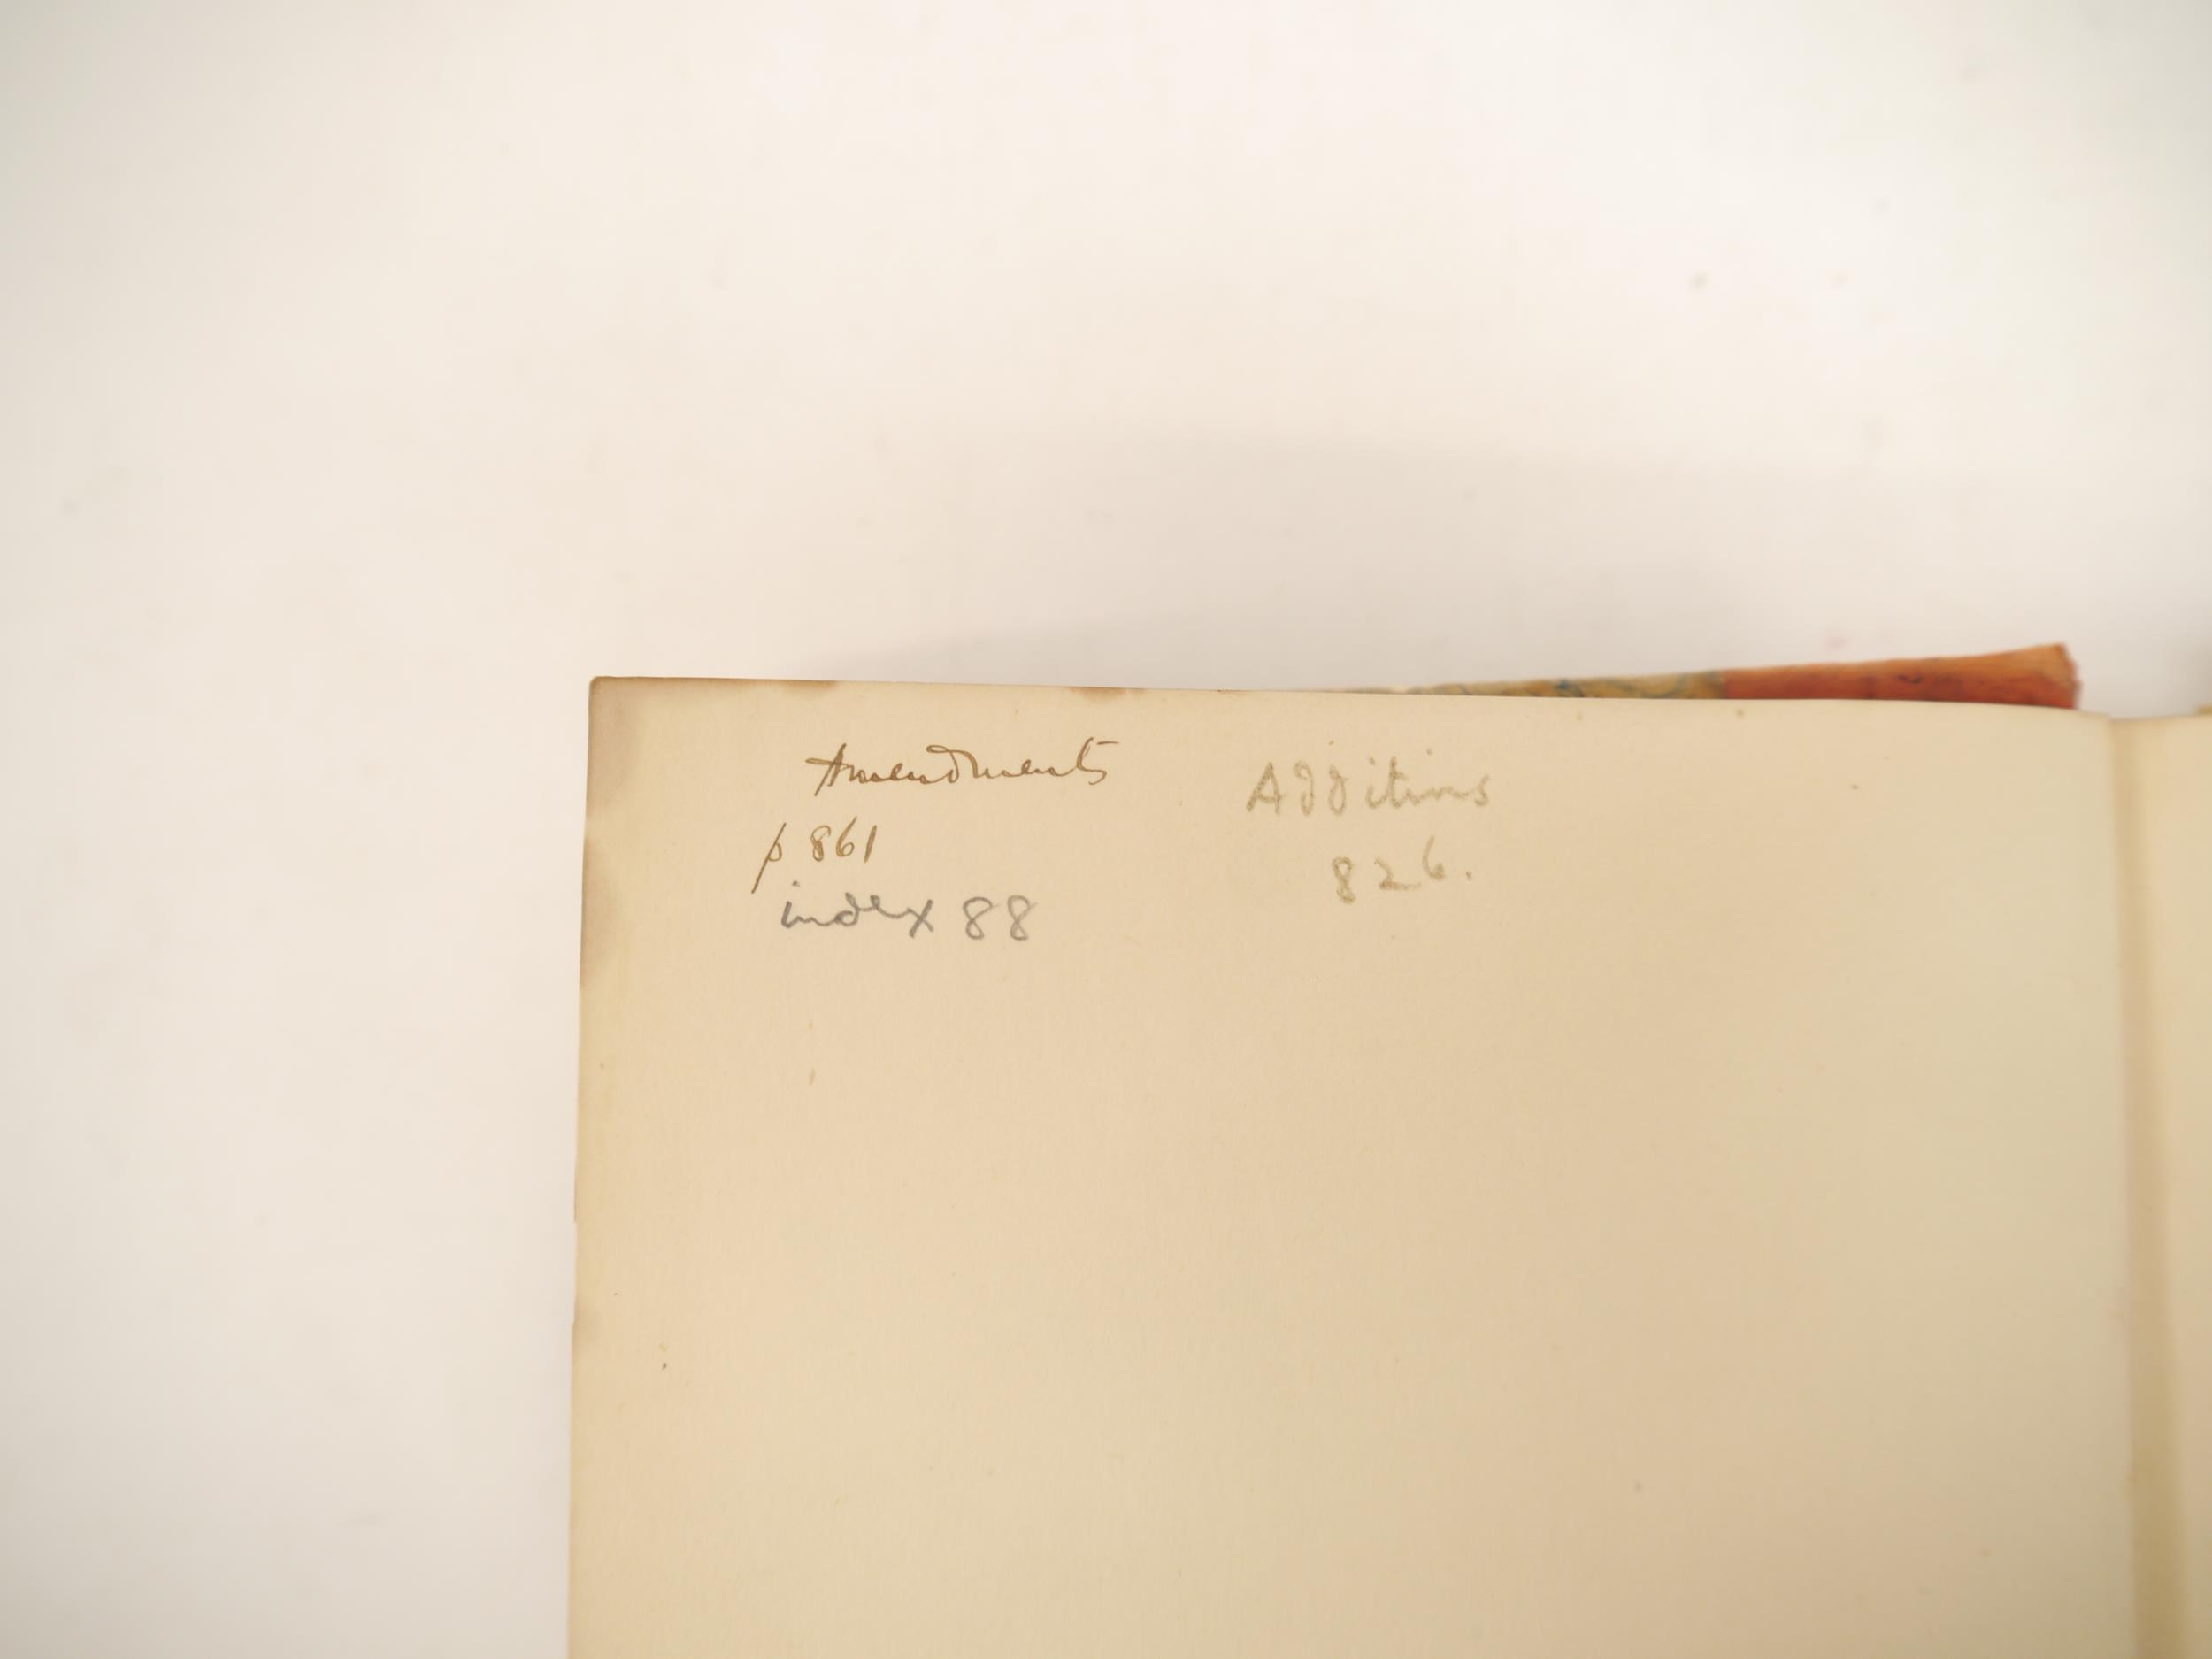 Amendments
p 861
index 88
Additions
826.